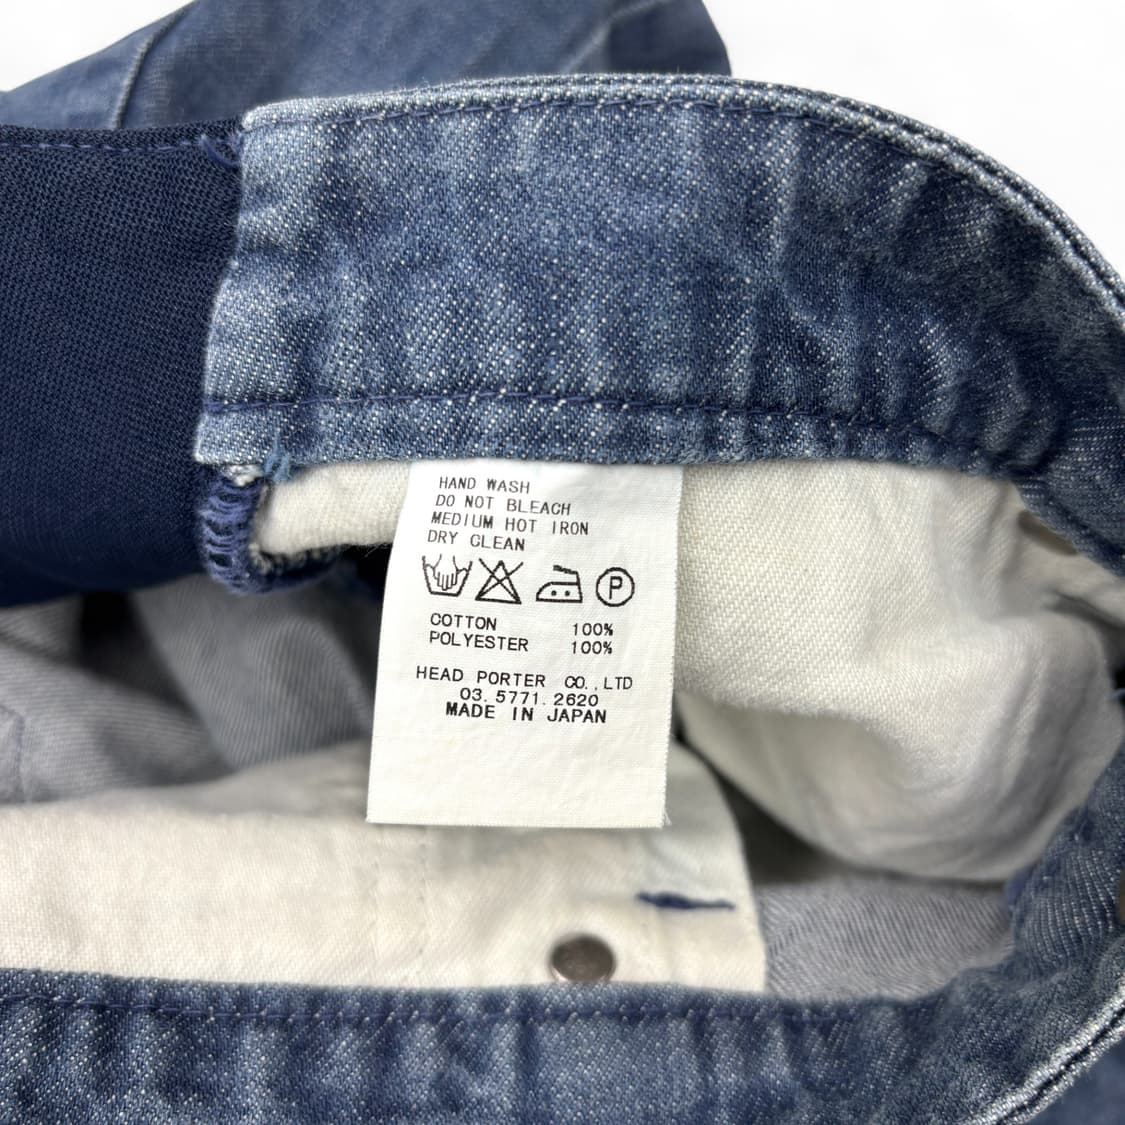 HAND WASH
DO NOT BLEACH
MEDIUM HOT IRON
DRY CLEAN
P
COTTON 100%
POLYESTER 100%
HEAD PORTER CO.,LTD
03.5771.2620
MADE IN JAPAN